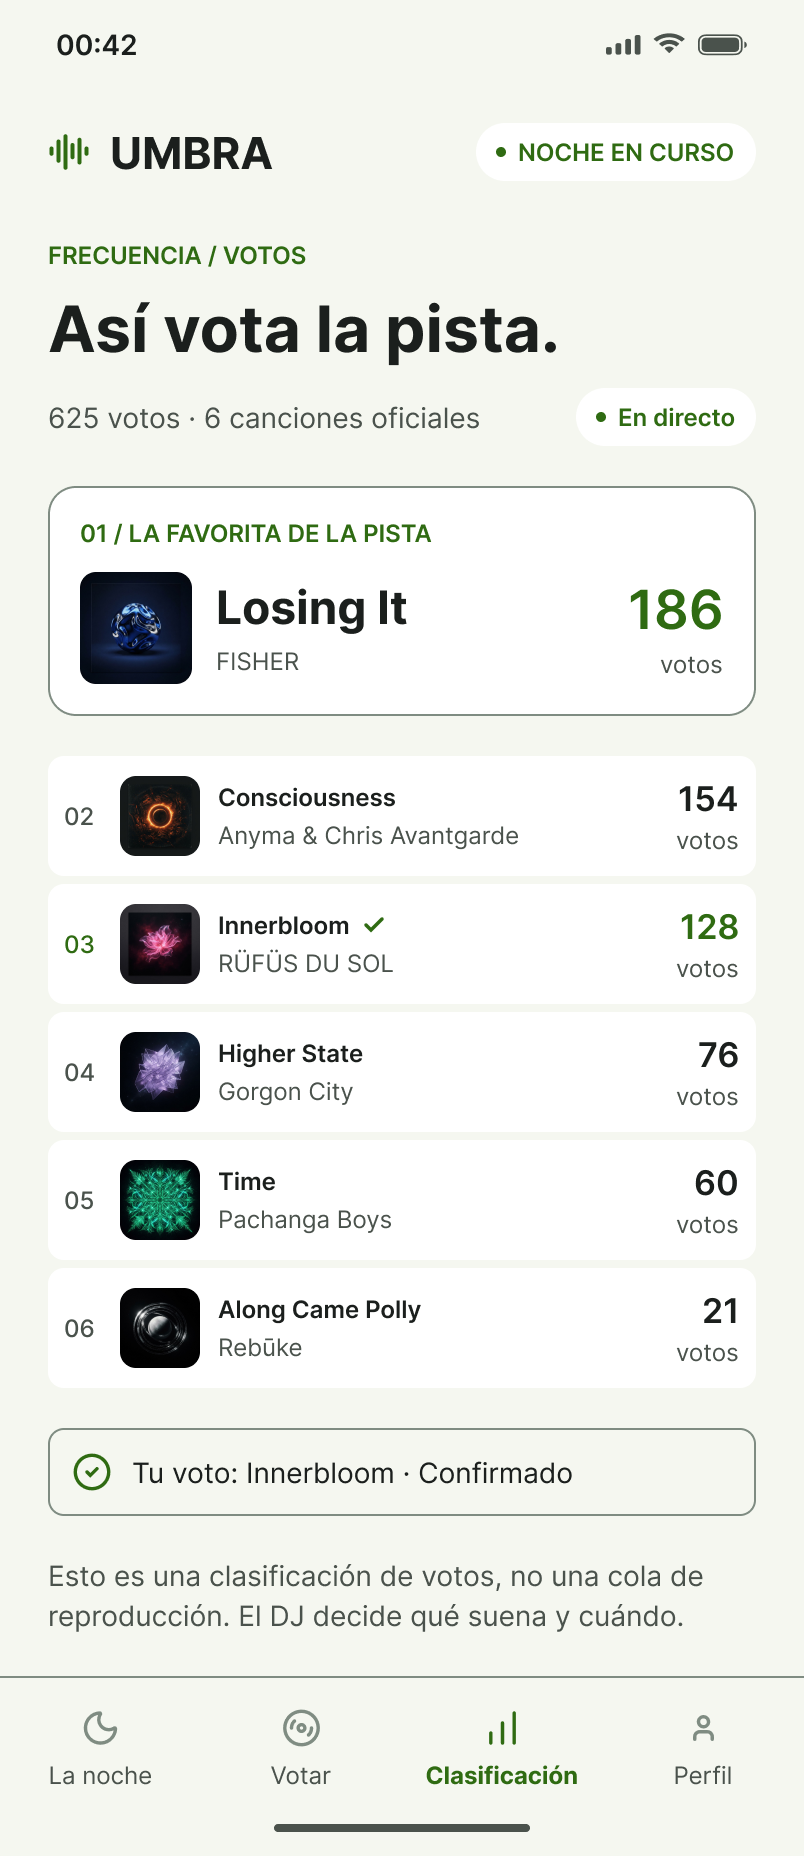 00:42
UMBRA
NOCHE EN CURSO
FRECUENCIA / VOTOS
Así vota la pista.
625 votos · 6 canciones oficiales
En directo
01 / LA FAVORITA DE LA PISTA
Losing It
186
FISHER
votos
02
Consciousness
154
Anyma & Chris Avantgarde
votos
03
Innerbloom
128
RÜFÜS DU SOL
votos
04
Higher State
76
Gorgon City
votos
05
Time
60
Pachanga Boys
votos
06
Along Came Polly
21
Rebūke
votos
Tu voto: Innerbloom · Confirmado
Esto es una clasificación de votos, no una cola de
reproducción. El DJ decide qué suena y cuándo.
La noche
Votar
Clasificación
Perfil